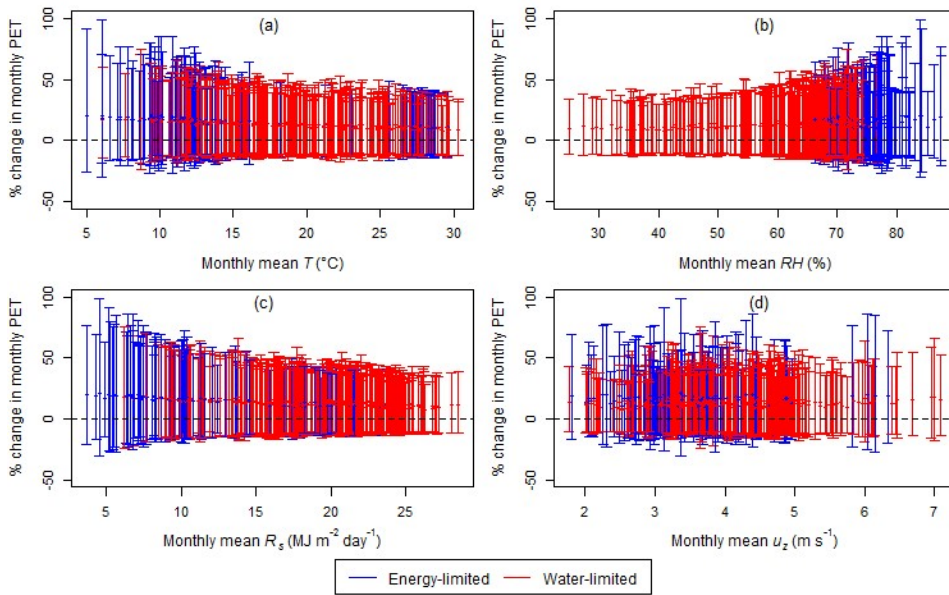 (a)
% change in monthly PET
100
50
0
-50
5 10 15 20 25 30
Monthly mean T (°C)
(b)
% change in monthly PET
100
50
0
-50
30 40 50 60 70 80
Monthly mean RH (%)
(c)
% change in monthly PET
100
50
0
-50
5 10 15 20 25
Monthly mean Rs (MJ m⁻² day⁻¹)
(d)
% change in monthly PET
100
50
0
-50
2 3 4 5 6 7
Monthly mean uz (m s⁻¹)
Energy-limited Water-limited